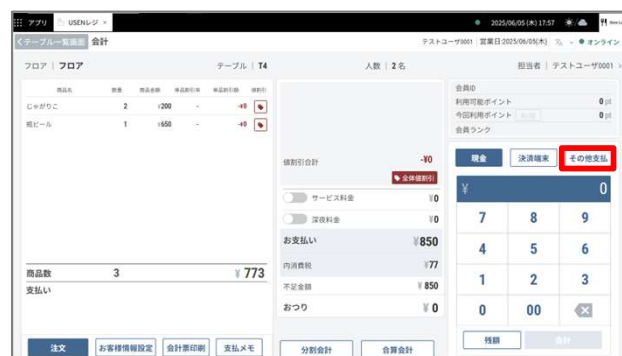 アプリ USENレジ × 2025/06/05(木) 17:57
くテーブル一覧画面 会計 テストユーザ0001 営業日:2025/06/05(木) オンライン
フロア | フロア テーブル | T4 人数 | 2 名 担当者 | テストユーザ0001 >
商品名 数量 商品金額 単品割引率 単品割引額 値割引
じゃがりこ 2 ¥200 - -¥0
瓶ビール 1 ¥650 - -¥0
商品数 3 ¥ 773
支払い
注文 お客様情報設定 会計票印刷 支払メモ
値割引合計 -¥0
全体値割引
サービス料金 ¥0
深夜料金 ¥0
お支払い ¥850
内消費税 ¥77
不足金額 ¥ 850
おつり ¥ 0
分割会計 合算会計
会員ID
利用可能ポイント 0 pt
今回利用ポイント 利用 0 pt
会員ランク
現金 決済端末 その他支払
¥ 0
7 8 9
4 5 6
1 2 3
0 00
残額 会計